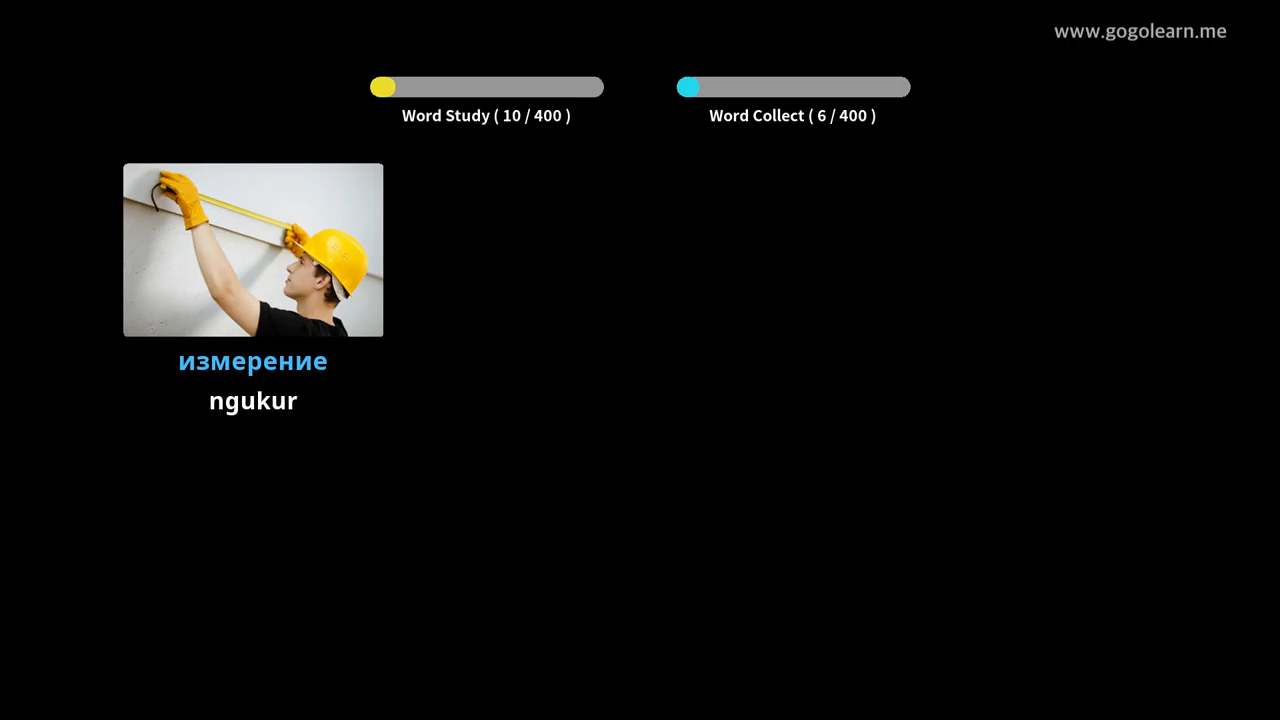 www.gogolearn.me
Word Study ( 10 / 400 )
Word Collect ( 6 / 400 )
измерение
ngukur